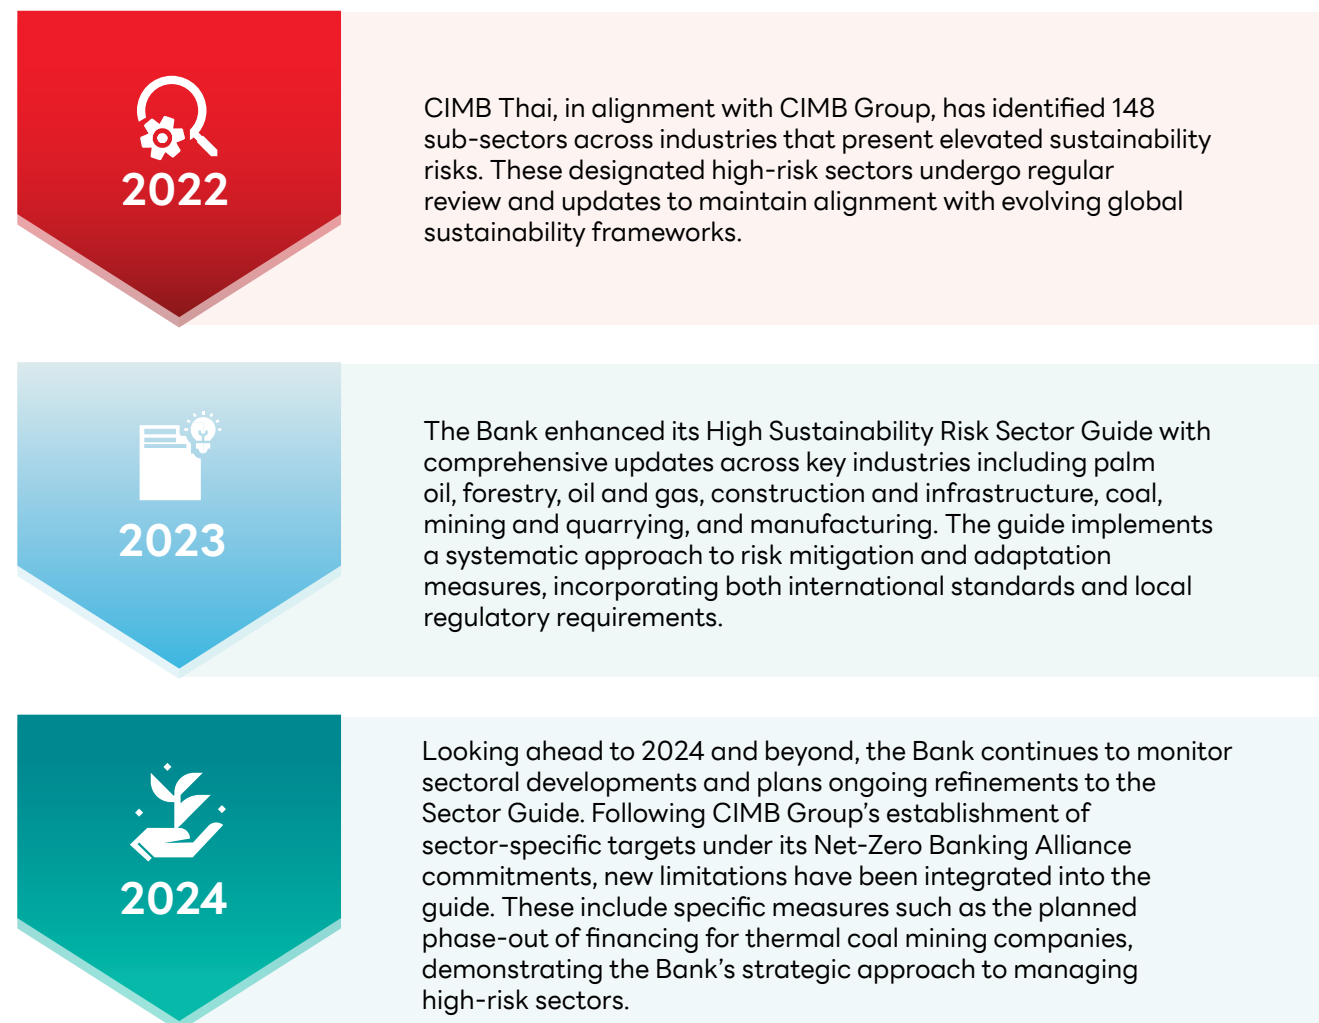 2022
CIMB Thai, in alignment with CIMB Group, has identified 148
sub-sectors across industries that present elevated sustainability
risks. These designated high-risk sectors undergo regular
review and updates to maintain alignment with evolving global
sustainability frameworks.
2023
The Bank enhanced its High Sustainability Risk Sector Guide with
comprehensive updates across key industries including palm
oil, forestry, oil and gas, construction and infrastructure, coal,
mining and quarrying, and manufacturing. The guide implements
a systematic approach to risk mitigation and adaptation
measures, incorporating both international standards and local
regulatory requirements.
2024
Looking ahead to 2024 and beyond, the Bank continues to monitor
sectoral developments and plans ongoing refinements to the
Sector Guide. Following CIMB Group’s establishment of
sector-specific targets under its Net-Zero Banking Alliance
commitments, new limitations have been integrated into the
guide. These include specific measures such as the planned
phase-out of financing for thermal coal mining companies,
demonstrating the Bank’s strategic approach to managing
high-risk sectors.